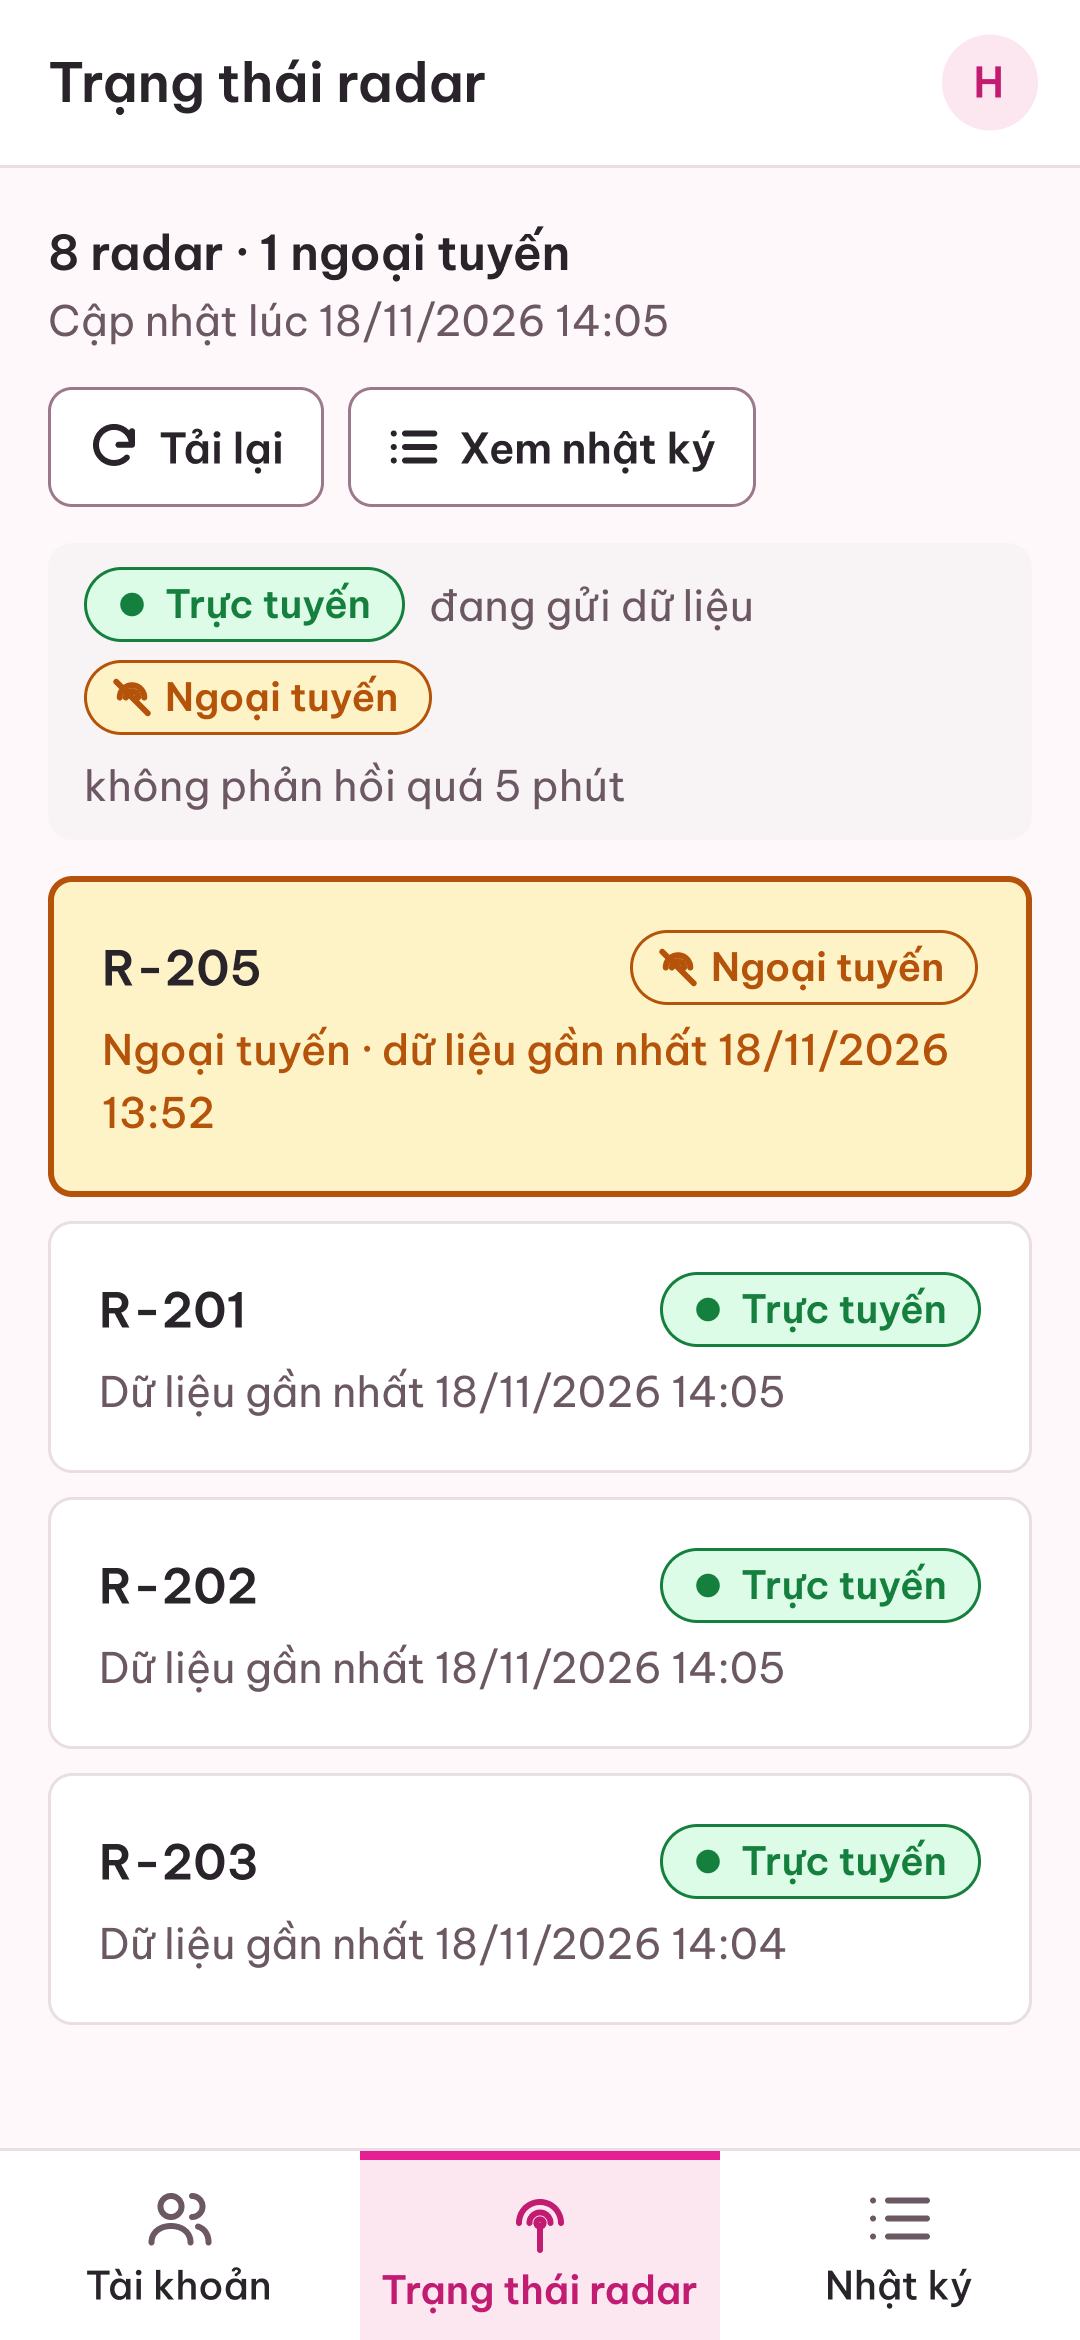 Trạng thái radar
H
8 radar · 1 ngoại tuyến
Cập nhật lúc 18/11/2026 14:05
Tải lại
Xem nhật ký
Trực tuyến đang gửi dữ liệu
Ngoại tuyến
không phản hồi quá 5 phút
R-205
Ngoại tuyến
Ngoại tuyến · dữ liệu gần nhất 18/11/2026
13:52
R-201
Trực tuyến
Dữ liệu gần nhất 18/11/2026 14:05
R-202
Trực tuyến
Dữ liệu gần nhất 18/11/2026 14:05
R-203
Trực tuyến
Dữ liệu gần nhất 18/11/2026 14:04
Tài khoản
Trạng thái radar
Nhật ký